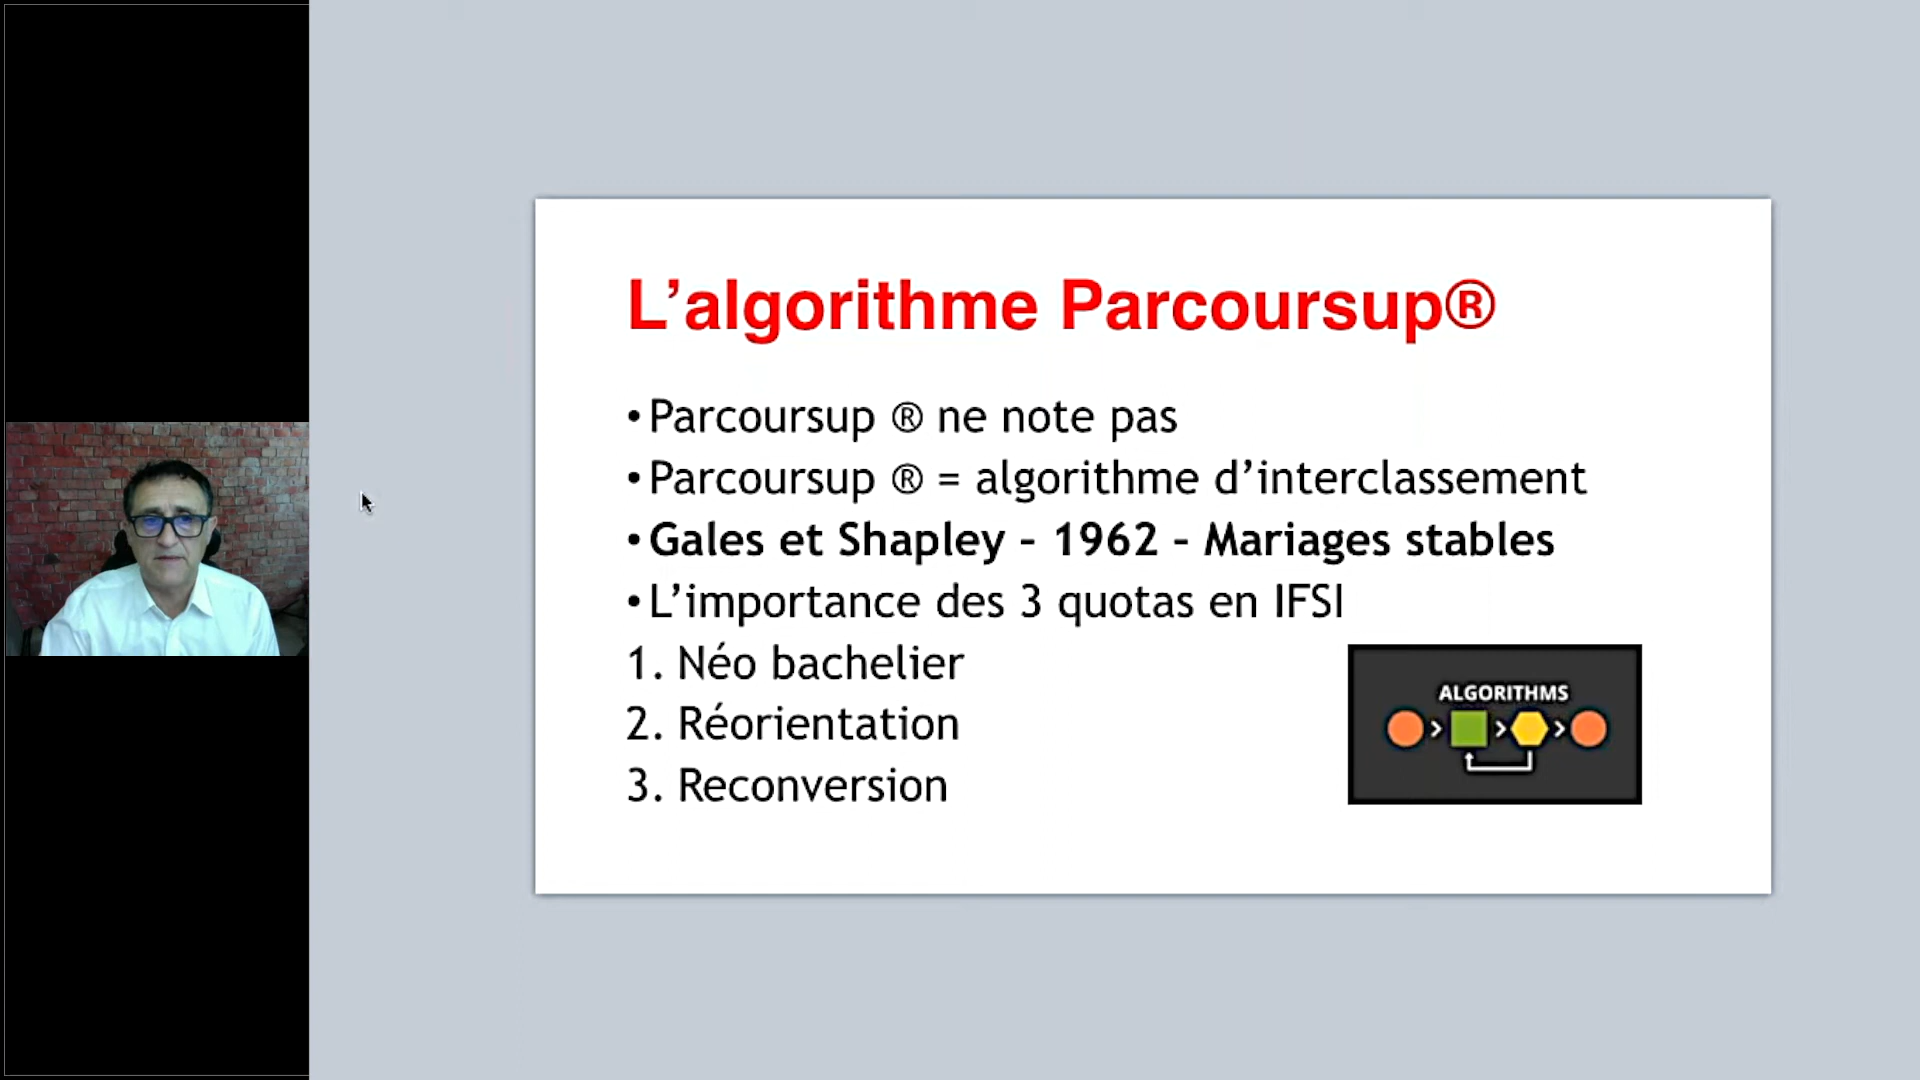 L’algorithme Parcoursup®
•Parcoursup ® ne note pas
•Parcoursup ® = algorithme d’interclassement
•Gales et Shapley – 1962 – Mariages stables
•L’importance des 3 quotas en IFSI
1. Néo bachelier
2. Réorientation
3. Reconversion
ALGORITHMS